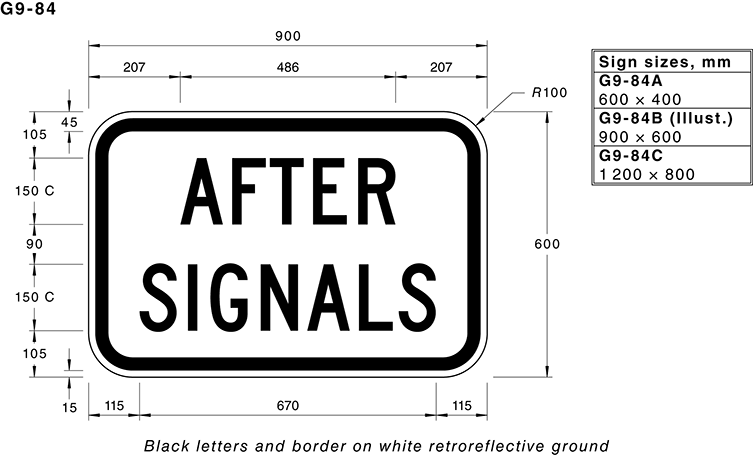 G9-84
900
207 486 207
Sign sizes, mm
G9-84A
600 × 400
G9-84B (Illust.)
900 × 600
G9-84C
1 200 × 800
R100
45
105
150 C
AFTER
90
600
SIGNALS
150 C
105
15
115 670 115
Black letters and border on white retroreflective ground